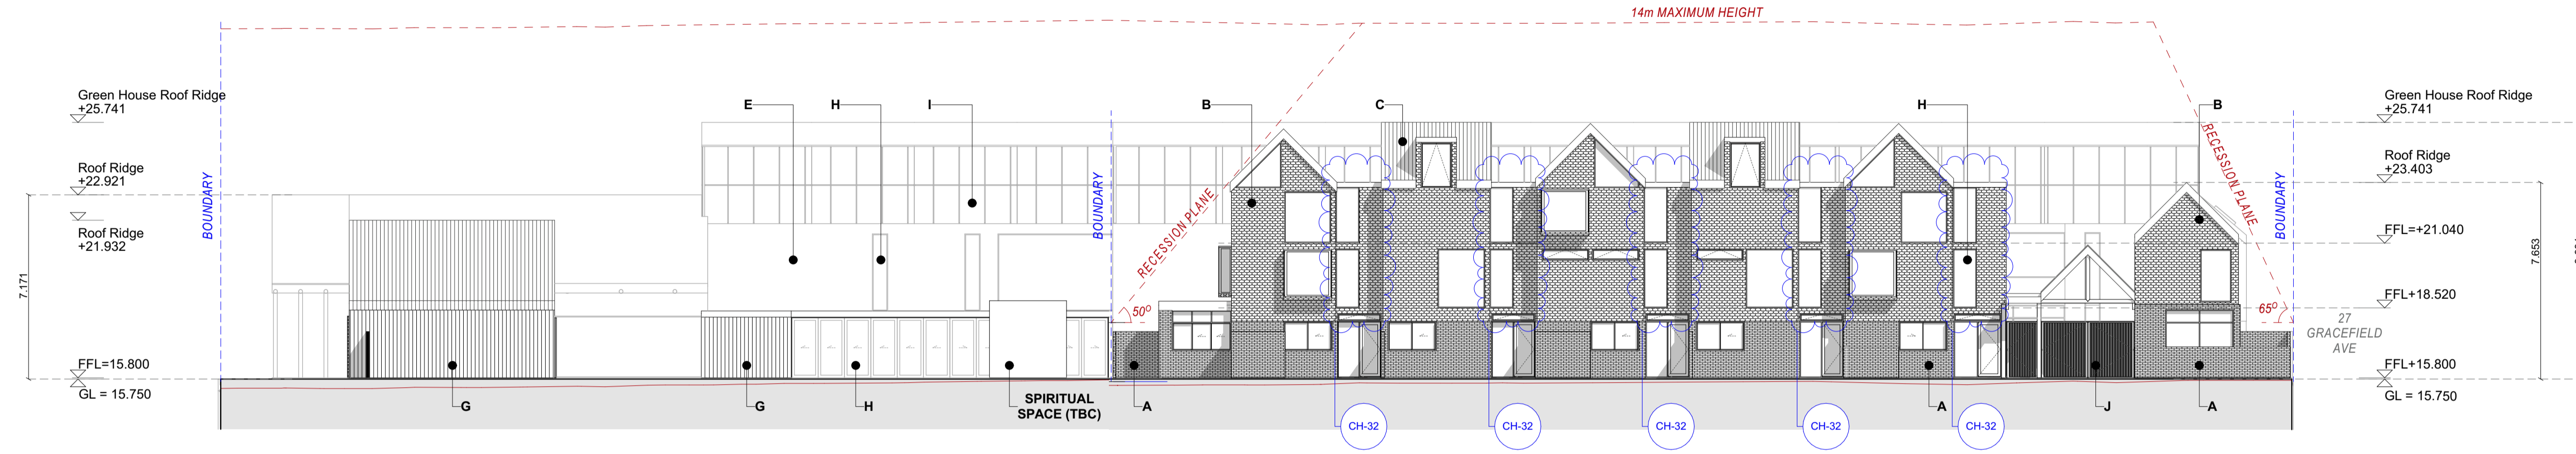 14m MAXIMUM HEIGHT
Green House Roof Ridge
+25.741
Roof Ridge
+22.921
Roof Ridge
+21.932
7.171
FFL=15.800
GL = 15.750
BOUNDARY
E
H
I
B
C
H
B
BOUNDARY
RECESSION PLANE
50º
RECESSION PLANE
65º
BOUNDARY
27
GRACEFIELD
AVE
Green House Roof Ridge
+25.741
Roof Ridge
+23.403
FFL=+21.040
FFL+18.520
FFL+15.800
GL = 15.750
7.653
G
G
H
SPIRITUAL
SPACE (TBC)
A
A
J
A
CH-32
CH-32
CH-32
CH-32
CH-32